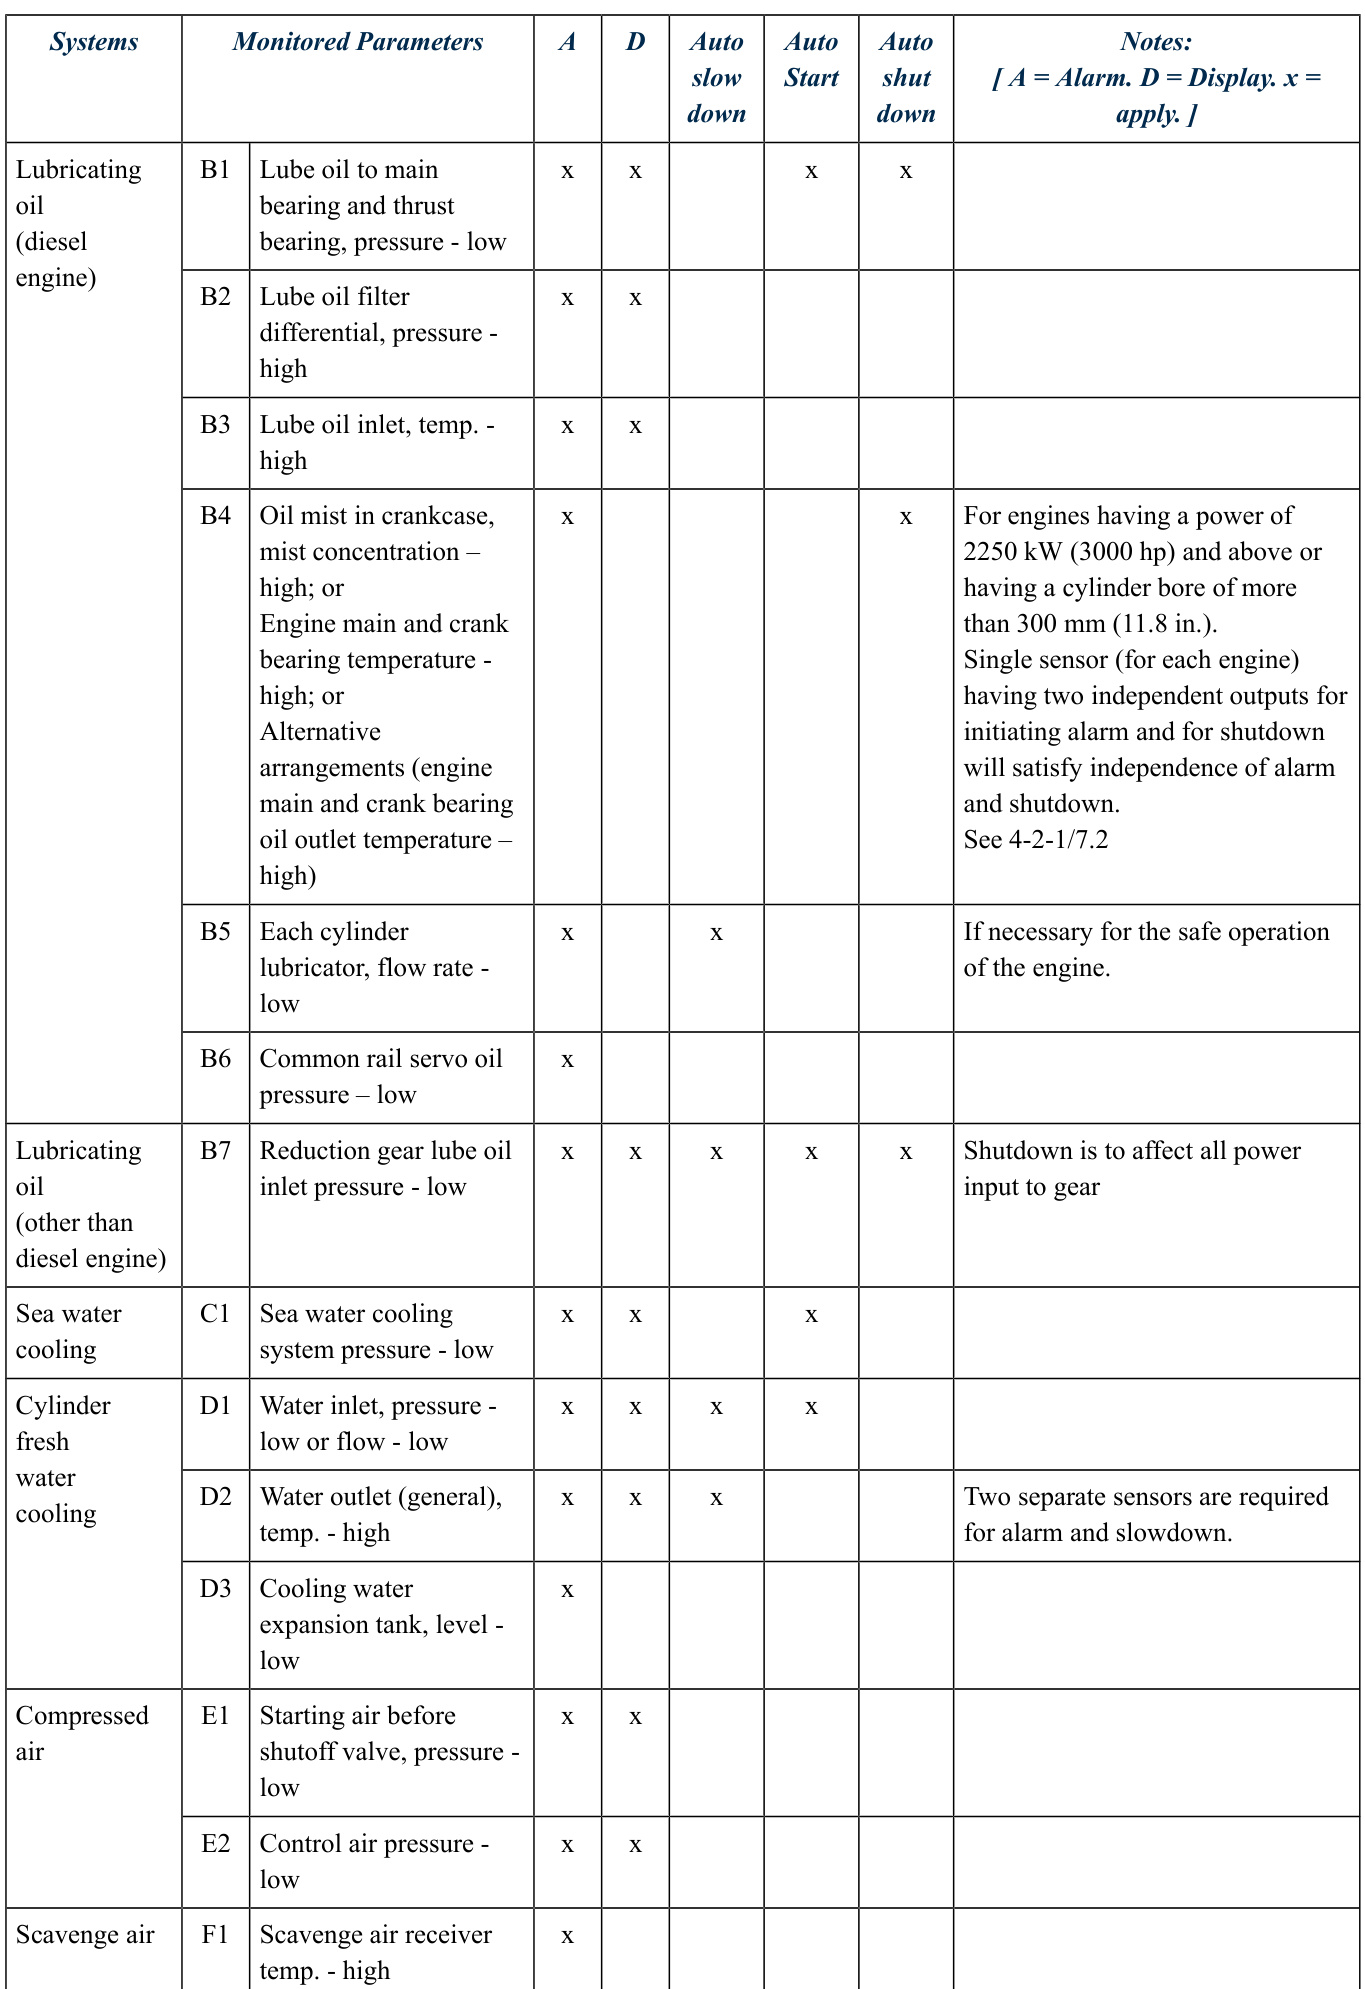 Systems Monitored Parameters A D Auto slow down Auto Start Auto shut down Notes:
[ A = Alarm. D = Display. x = apply. ]
Lubricating oil (diesel engine)
B1 Lube oil to main bearing and thrust bearing, pressure - low x x x x
B2 Lube oil filter differential, pressure - high x x
B3 Lube oil inlet, temp. - high x x
B4 Oil mist in crankcase, mist concentration – high; or
Engine main and crank bearing temperature - high; or
Alternative arrangements (engine main and crank bearing oil outlet temperature – high)
x x
For engines having a power of 2250 kW (3000 hp) and above or having a cylinder bore of more than 300 mm (11.8 in.).
Single sensor (for each engine) having two independent outputs for initiating alarm and for shutdown will satisfy independence of alarm and shutdown.
See 4-2-1/7.2
B5 Each cylinder lubricator, flow rate - low x x If necessary for the safe operation of the engine.
B6 Common rail servo oil pressure – low x
Lubricating oil (other than diesel engine)
B7 Reduction gear lube oil inlet pressure - low x x x x x Shutdown is to affect all power input to gear
Sea water cooling
C1 Sea water cooling system pressure - low x x x
Cylinder fresh water cooling
D1 Water inlet, pressure - low or flow - low x x x x
D2 Water outlet (general), temp. - high x x x Two separate sensors are required for alarm and slowdown.
D3 Cooling water expansion tank, level - low x
Compressed air
E1 Starting air before shutoff valve, pressure - low x x
E2 Control air pressure - low x x
Scavenge air
F1 Scavenge air receiver temp. - high x